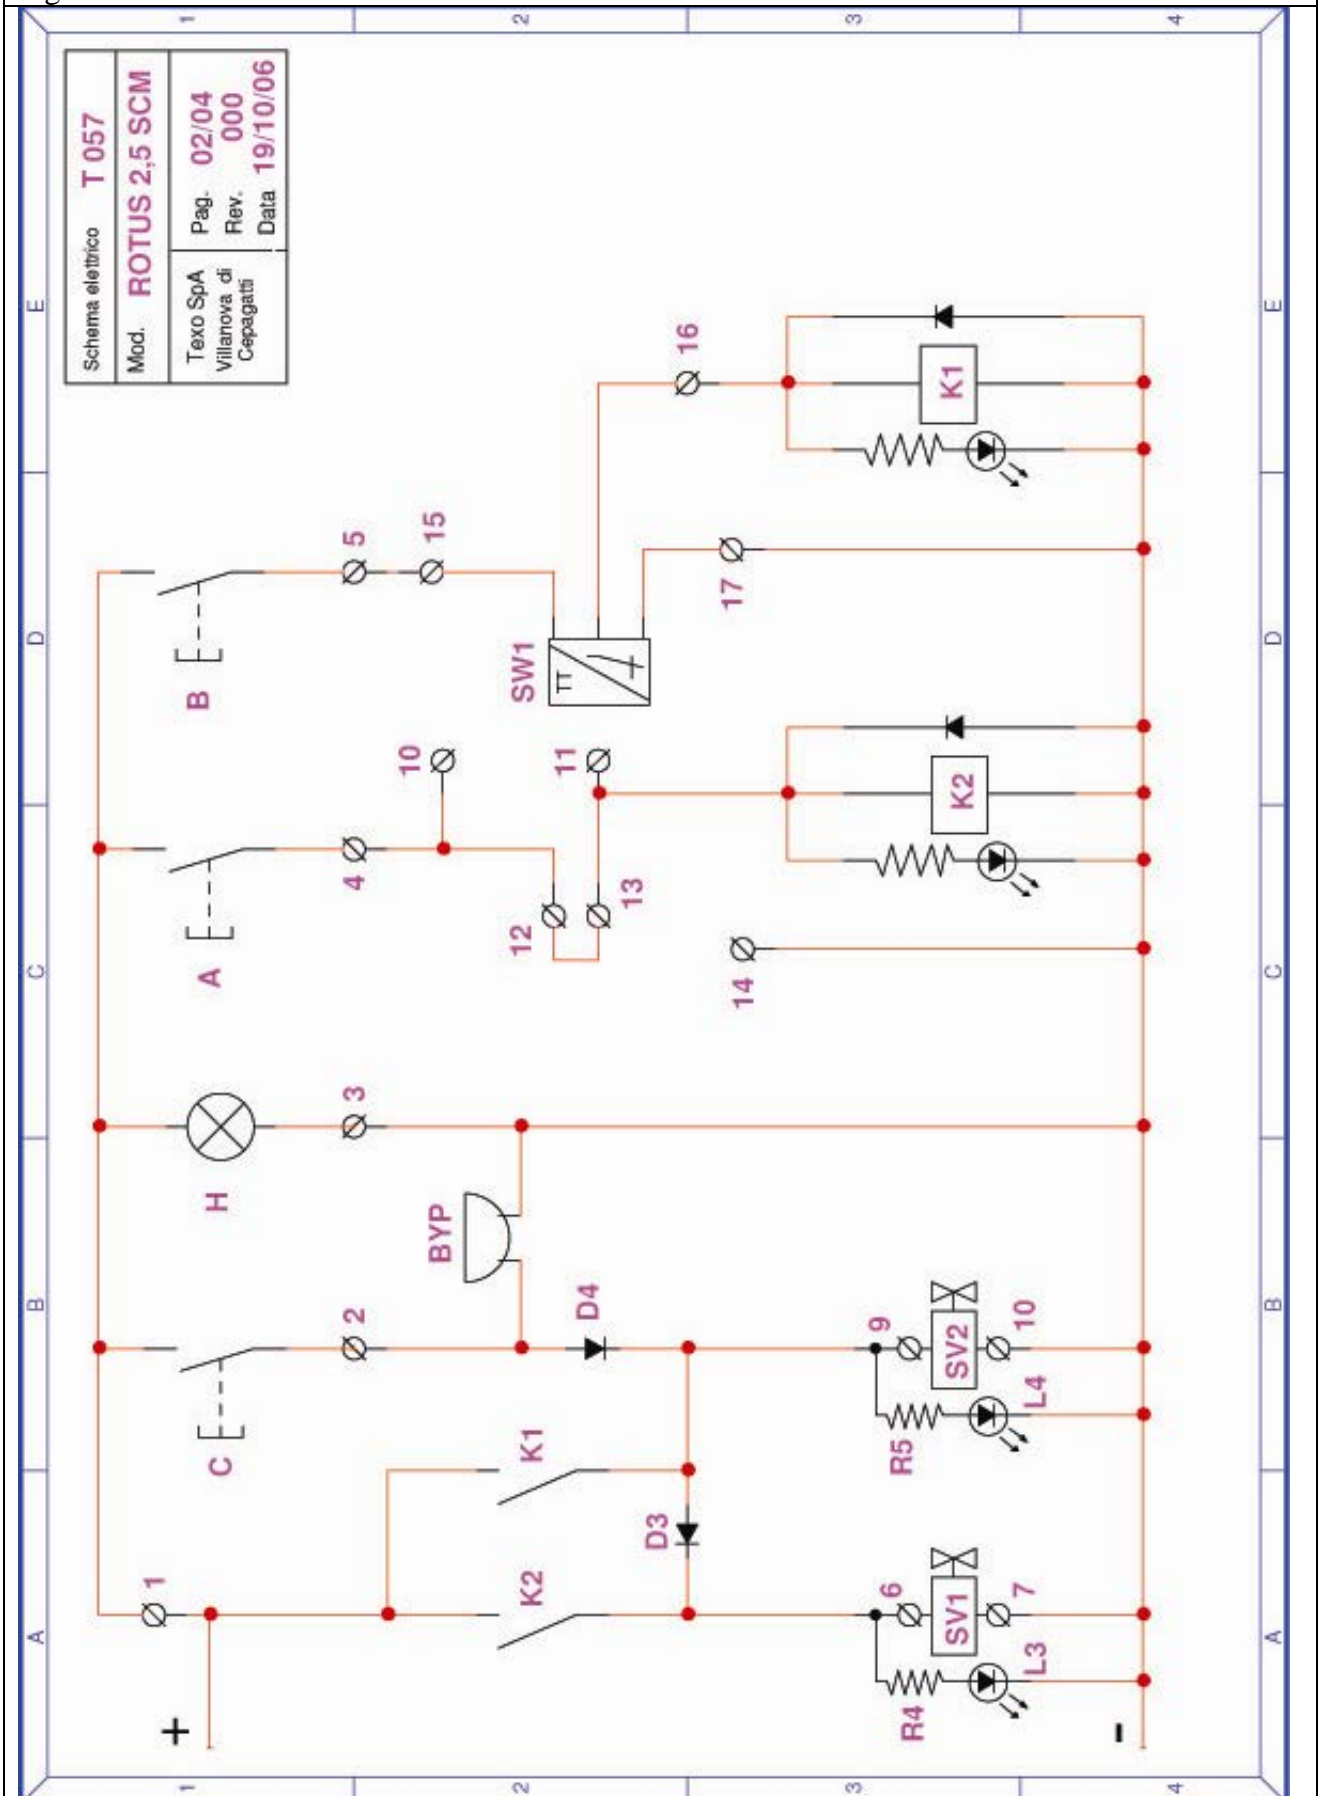 Schema elettrico T 057
Mod. ROTUS 2,5 SCM
Texo SpA
Villanova di
Cepagatti
Pag. 02/04
Rev. 000
Data 19/10/06
1
2
3
4
A
B
C
D
E
+
1
C
2
H
3
A
4
B
5
10
15
K2
K1
BYP
D4
D3
12
13
11
SW1
TT
14
17
16
R4
L3
6
SV1
7
R5
L4
9
SV2
10
K2
K1
-
A
B
C
D
E
1
2
3
4